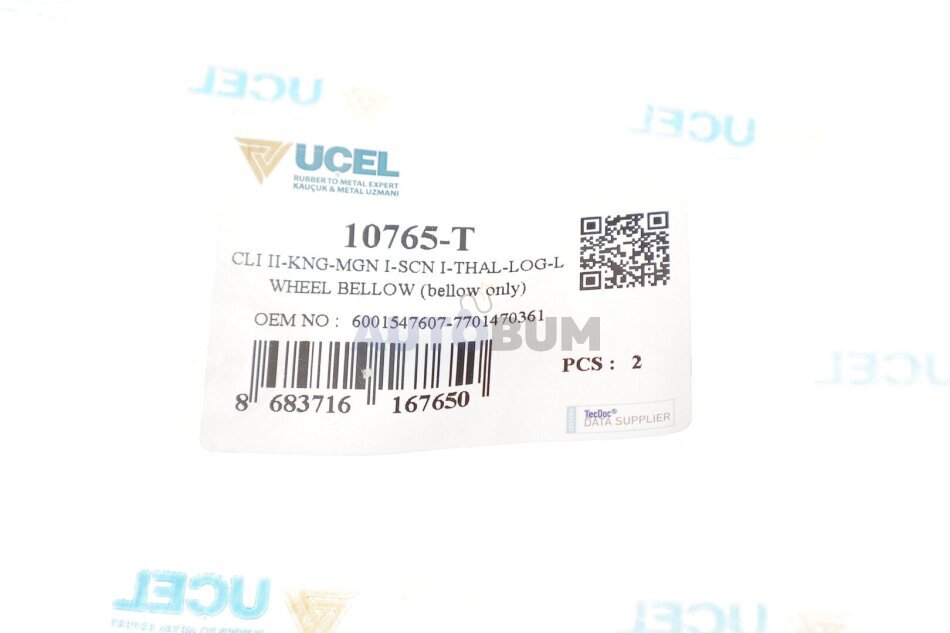 UCEL
UCEL
UCEL
RUBBER TO METAL EXPERT
KAUÇUK & METAL UZMANI
10765-T
CLI II-KNG-MGN I-SCN I-THAL-LOG-L
WHEEL BELLOW (bellow only)
OEM NO : 6001547607-7701470361
AUTOBUM
PCS : 2
8 683716 167650
TecDoc®
DATA SUPPLIER
UCEL
UCEL
UCEL